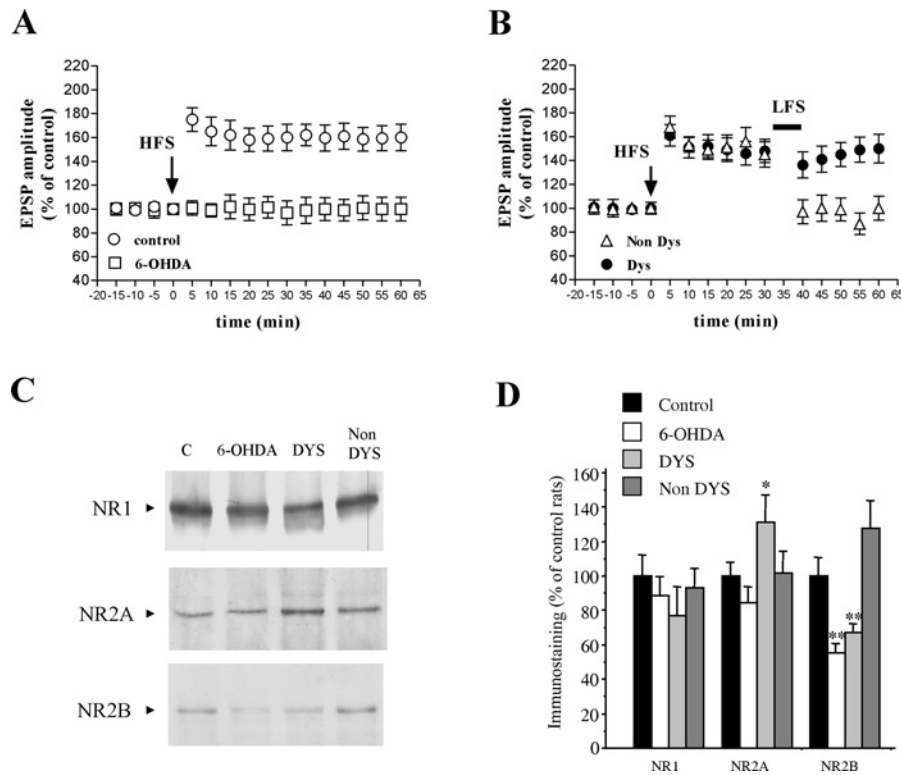 A
EPSP amplitude
(% of control)
220
200
180
160
140
120
100
80
60
40
HFS
control
6-OHDA
-20 -15 -10 -5 0 5 10 15 20 25 30 35 40 45 50 55 60 65
time (min)
B
EPSP amplitude
(% of control)
220
200
180
160
140
120
100
80
60
40
LFS
HFS
Non Dys
Dys
-20 -15 -10 -5 0 5 10 15 20 25 30 35 40 45 50 55 60 65
time (min)
C
C 6-OHDA DYS Non DYS
NR1
NR2A
NR2B
D
Control
6-OHDA
DYS
Non DYS
Immunostaining (% of control rats)
160
140
120
100
80
60
40
20
0
*
** **
NR1 NR2A NR2B